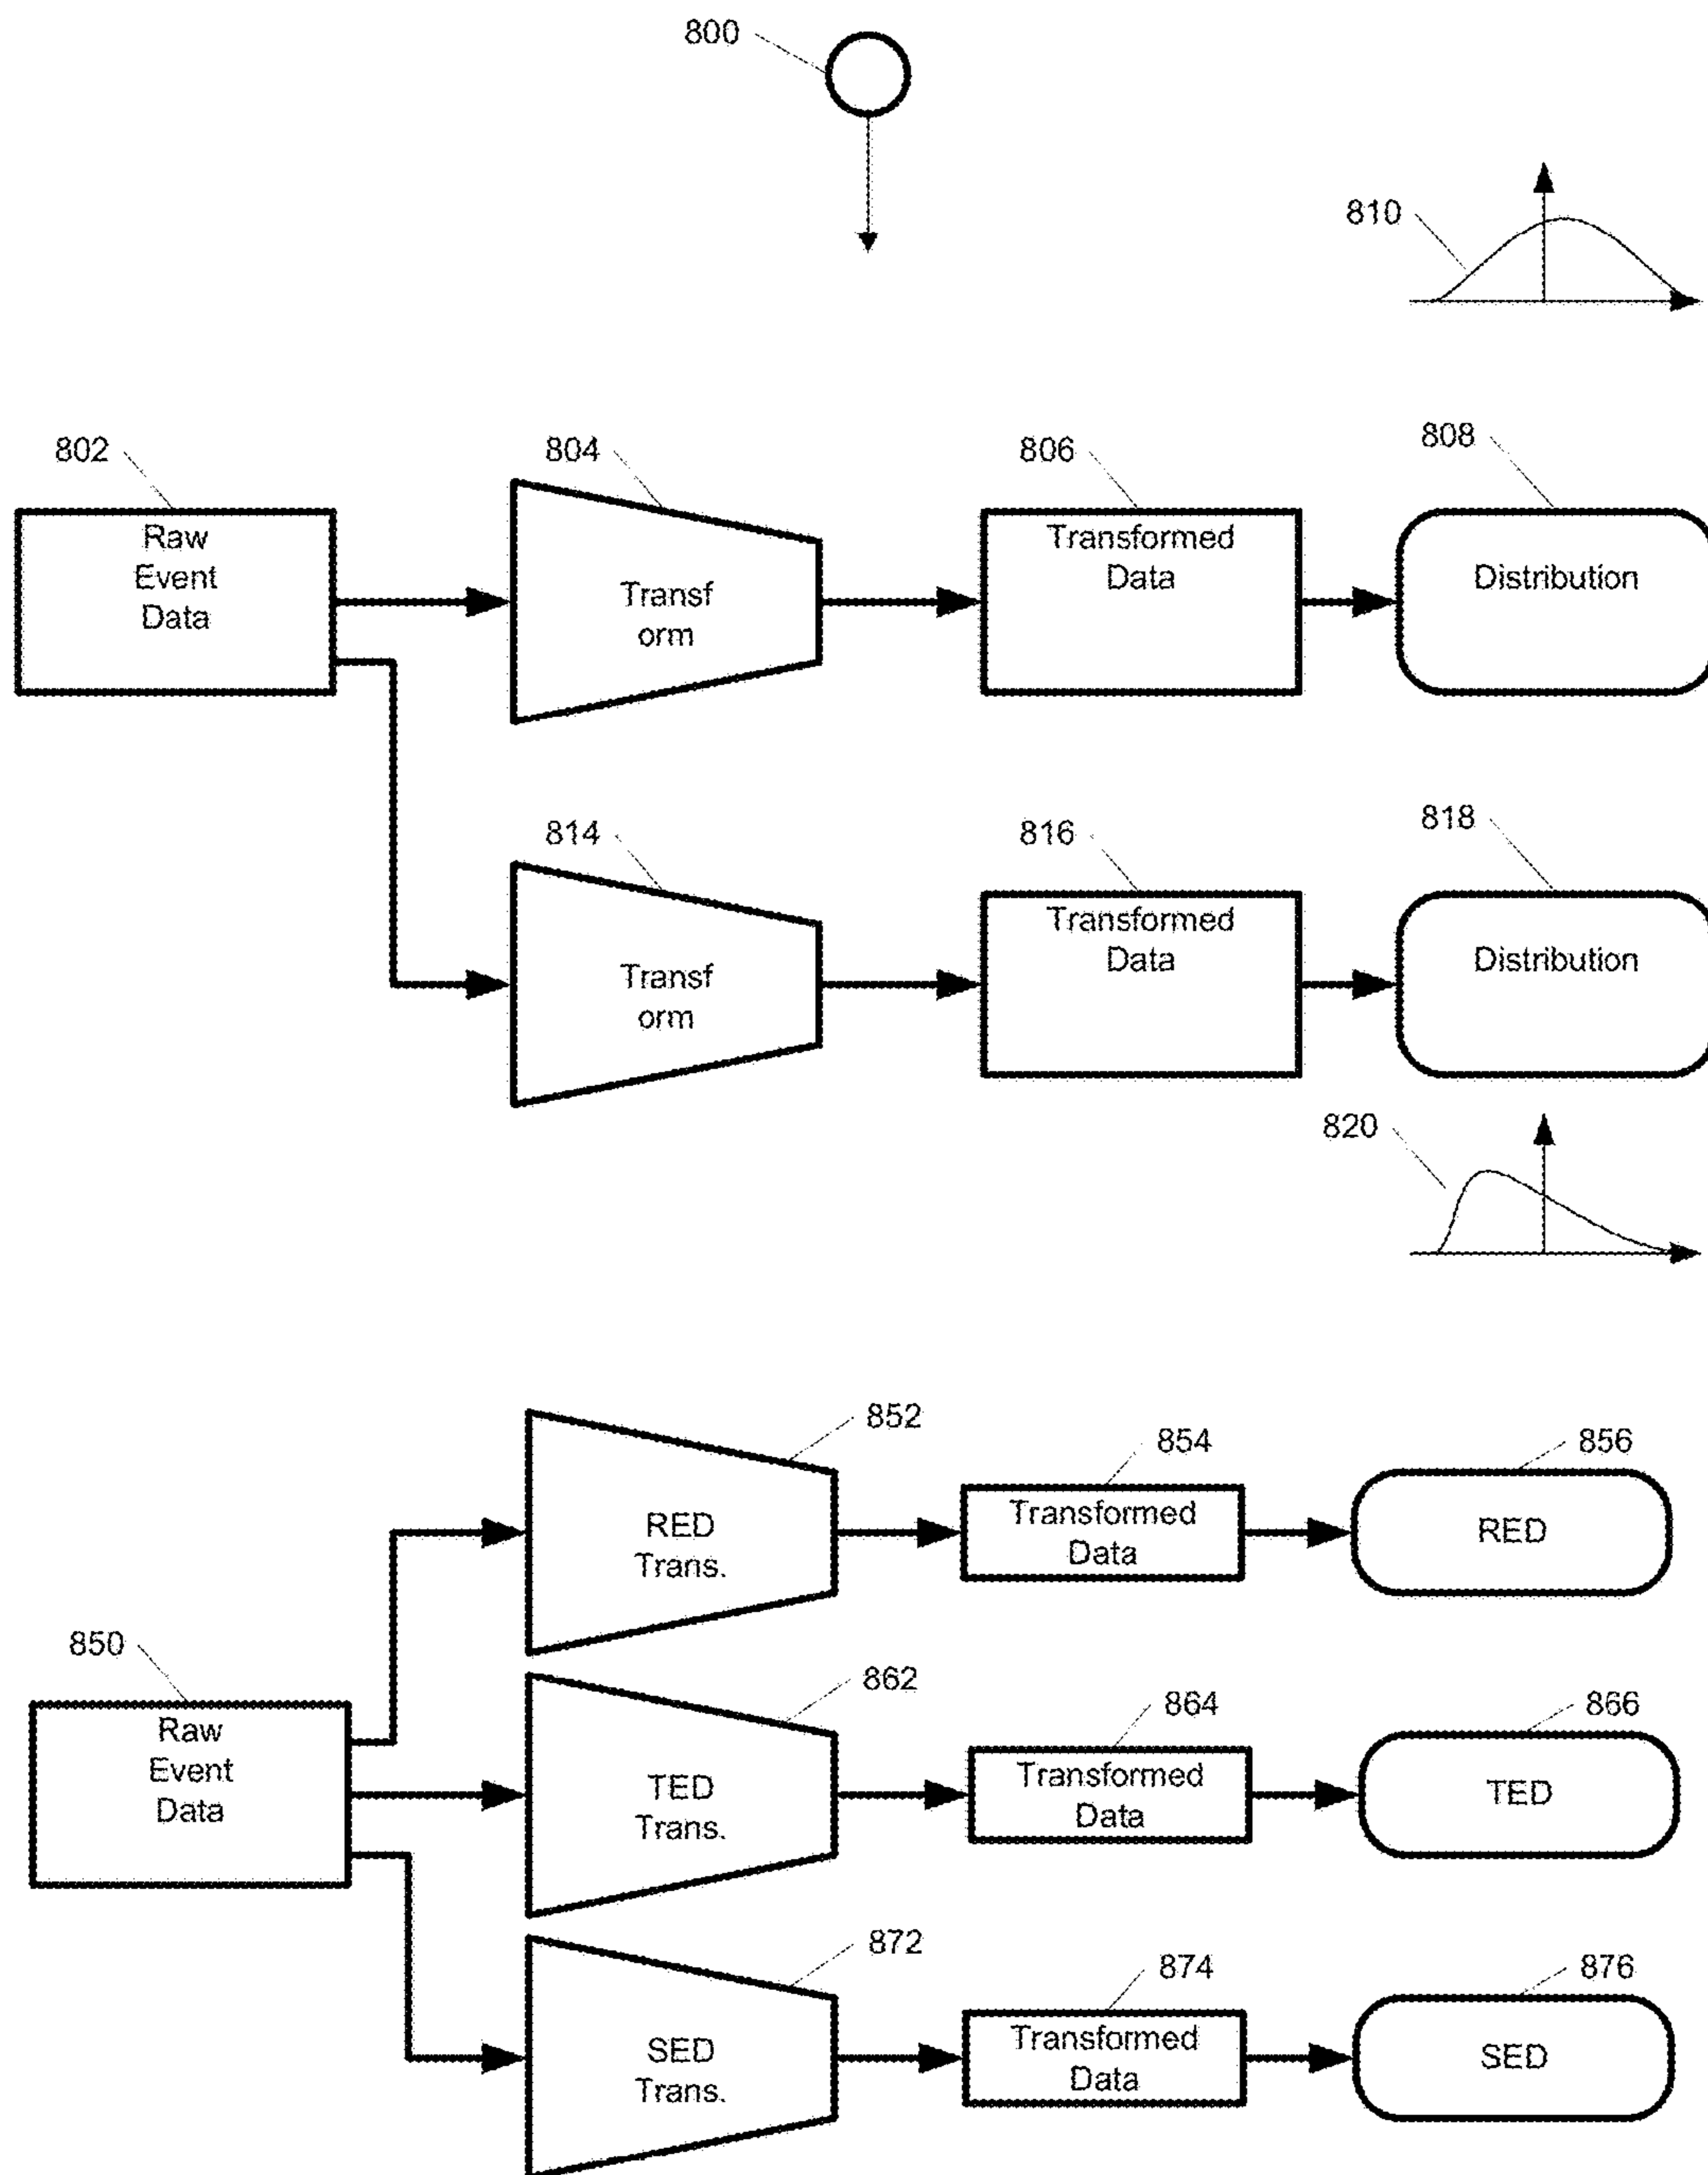 800
810
802
804
806
808
Raw
Event
Data
Transf
orm
Transformed
Data
Distribution
814
816
818
Transf
orm
Transformed
Data
Distribution
820
852
854
856
RED
Trans.
Transformed
Data
RED
850
Raw
Event
Data
862
864
866
TED
Trans.
Transformed
Data
TED
872
874
876
SED
Trans.
Transformed
Data
SED